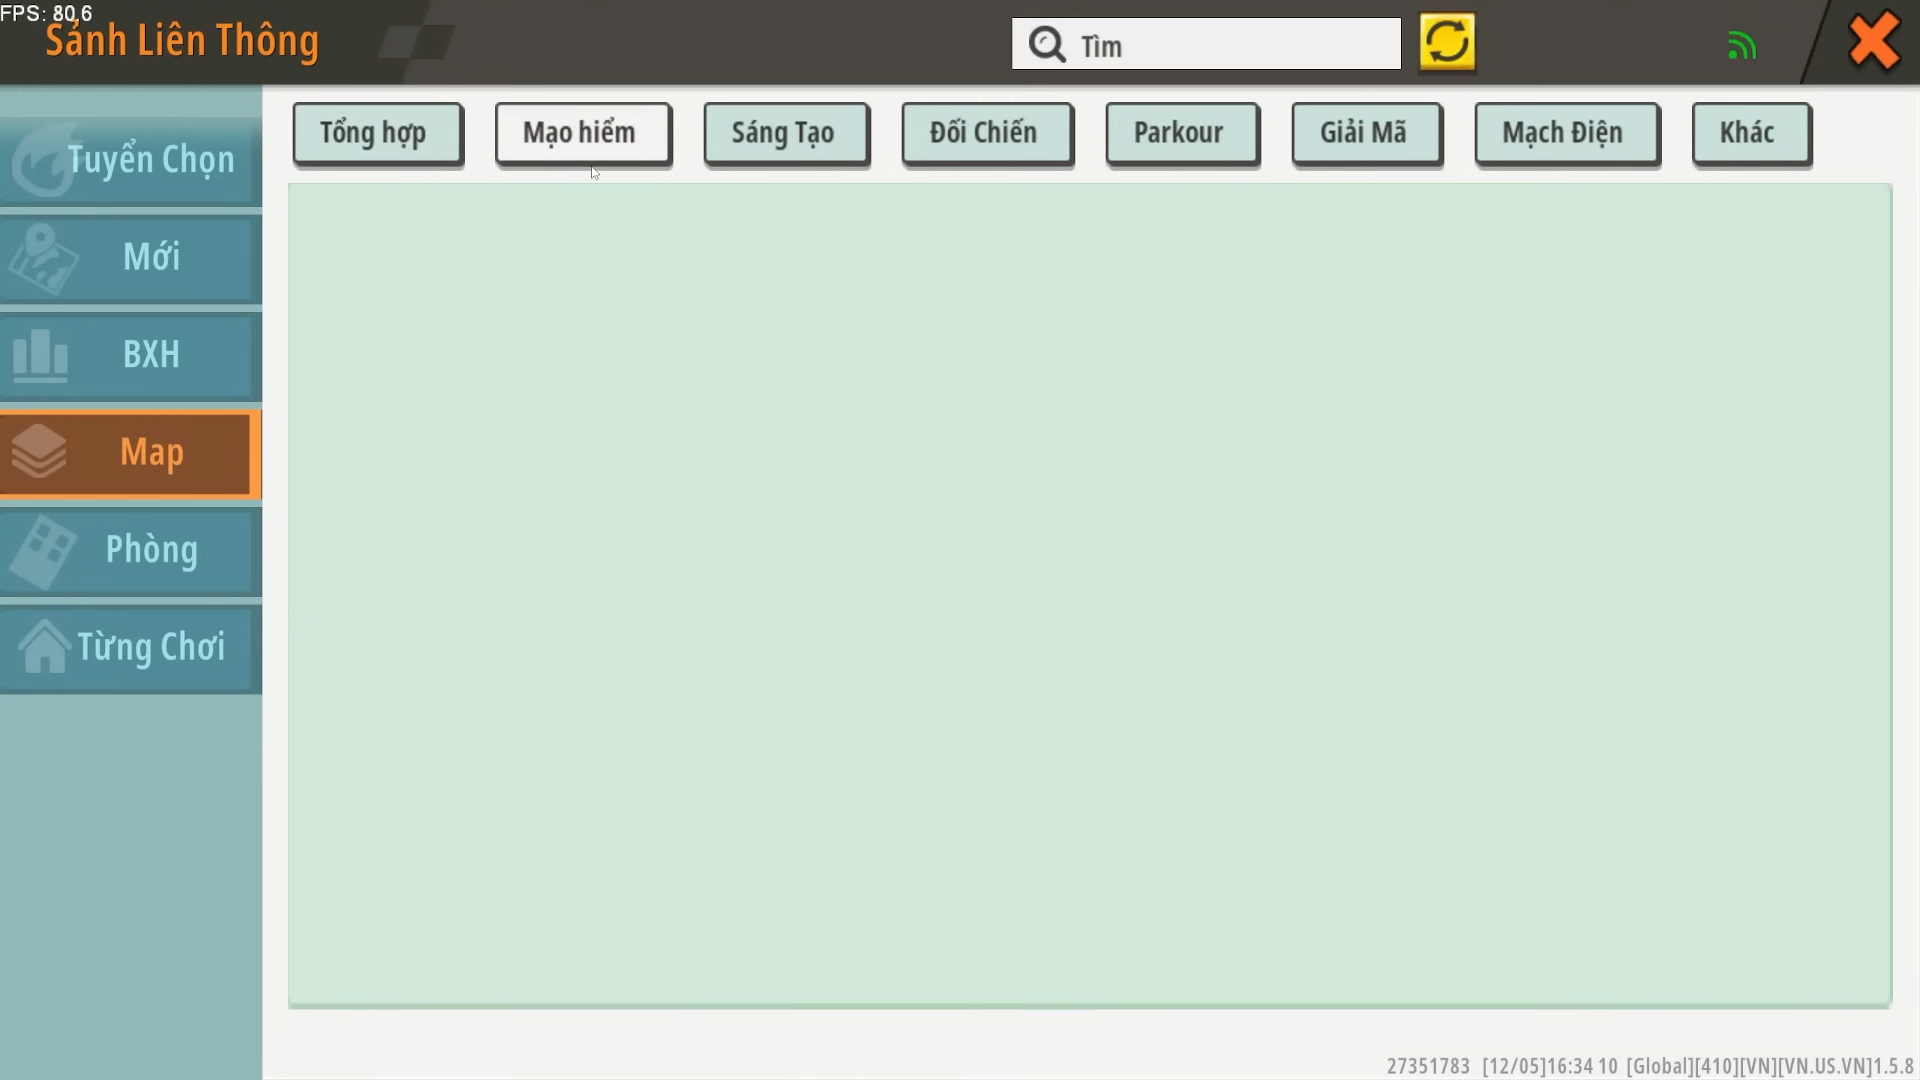 FPS: 80,6
Sảnh Liên Thông
Tìm
Tổng hợp
Mạo hiểm
Sáng Tạo
Đối Chiến
Parkour
Giải Mã
Mạch Điện
Khác
Tuyển Chọn
Mới
BXH
Map
Phòng
Từng Chơi
27351783 [12/05]16:34 10 [Global][410][VN][VN.US.VN]1.5.8